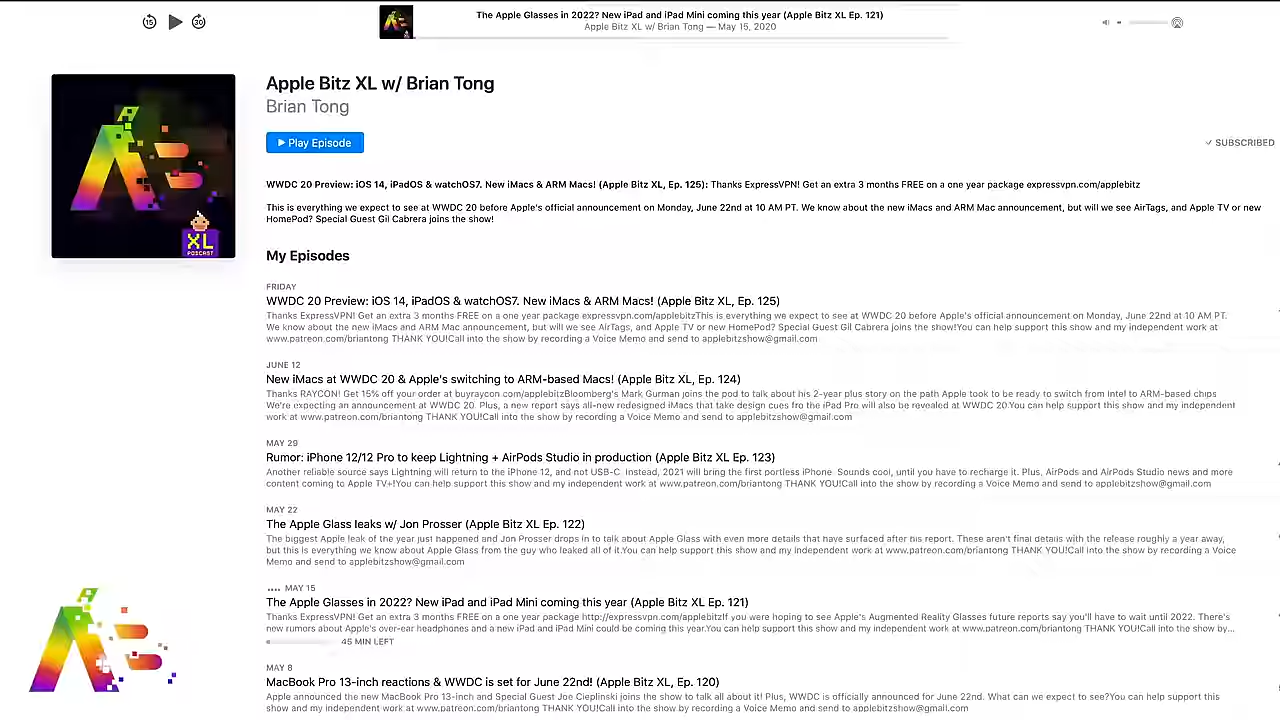 15
30
The Apple Glasses in 2022? New iPad and iPad Mini coming this year (Apple Bitz XL Ep. 121)
Apple Bitz XL w/ Brian Tong — May 15, 2020
Apple Bitz XL w/ Brian Tong
Brian Tong
Play Episode
SUBSCRIBED
WWDC 20 Preview: iOS 14, iPadOS & watchOS7. New iMacs & ARM Macs! (Apple Bitz XL, Ep. 125): Thanks ExpressVPN! Get an extra 3 months FREE on a one year package expressvpn.com/applebitz
This is everything we expect to see at WWDC 20 before Apple's official announcement on Monday, June 22nd at 10 AM PT. We know about the new iMacs and ARM Mac announcement, but will we see AirTags, and Apple TV or new
HomePod? Special Guest Gil Cabrera joins the show!
XL
PODCAST
My Episodes
FRIDAY
WWDC 20 Preview: iOS 14, iPadOS & watchOS7. New iMacs & ARM Macs! (Apple Bitz XL, Ep. 125)
Thanks ExpressVPN! Get an extra 3 months FREE on a one year package expressvpn.com/applebitzThis is everything we expect to see at WWDC 20 before Apple's official announcement on Monday, June 22nd at 10 AM PT.
We know about the new iMacs and ARM Mac announcement, but will we see AirTags, and Apple TV or new HomePod? Special Guest Gil Cabrera joins the show!You can help support this show and my independent work at
www.patreon.com/briantong THANK YOU!Call into the show by recording a Voice Memo and send to applebitzshow@gmail.com
JUNE 12
New iMacs at WWDC 20 & Apple's switching to ARM-based Macs! (Apple Bitz XL, Ep. 124)
Thanks RAYCON! Get 15% off your order at buyraycon.com/applebitzBloomberg's Mark Gurman joins the pod to talk about his 2-year plus story on the path Apple took to be ready to switch from Intel to ARM-based chips
We're expecting an announcement at WWDC 20. Plus, a new report says all-new redesigned iMacs that take design cues fro the iPad Pro will also be revealed at WWDC 20.You can help support this show and my independent
work at www.patreon.com/briantong THANK YOU!Call into the show by recording a Voice Memo and send to applebitzshow@gmail.com
MAY 29
Rumor: iPhone 12/12 Pro to keep Lightning + AirPods Studio in production (Apple Bitz XL Ep. 123)
Another reliable source says Lightning will return to the iPhone 12, and not USB-C Instead, 2021 will bring the first portless iPhone Sounds cool, until you have to recharge it. Plus, AirPods and AirPods Studio news and more
content coming to Apple TV+!You can help support this show and my independent work at www.patreon.com/briantong THANK YOU!Call into the show by recording a Voice Memo and send to applebitzshow@gmail.com
MAY 22
The Apple Glass leaks w/ Jon Prosser (Apple Bitz XL Ep. 122)
The biggest Apple leak of the year just happened and Jon Prosser drops in to talk about Apple Glass with even more details that have surfaced after his report. These aren't final details with the release roughly a year away,
but this is everything we know about Apple Glass from the guy who leaked all of it.You can help support this show and my independent work at www.patreon.com/briantong THANK YOU!Call into the show by recording a Voice
Memo and send to applebitzshow@gmail.com
MAY 15
The Apple Glasses in 2022? New iPad and iPad Mini coming this year (Apple Bitz XL Ep. 121)
Thanks ExpressVPN! Get an extra 3 months FREE on a one year package http://expressvpn.com/applebitzIf you were hoping to see Apple's Augmented Reality Glasses future reports say you'll have to wait until 2022. There's
new rumors about Apple's over-ear headphones and a new iPad and iPad Mini could be coming this year.You can help support this show and my independent work at www.patreon.com/briantong THANK YOU!Call into the show by...
45 MIN LEFT
MAY 8
MacBook Pro 13-inch reactions & WWDC is set for June 22nd! (Apple Bitz XL, Ep. 120)
Apple announced the new MacBook Pro 13-inch and Special Guest Joe Cieplinski joins the show to talk all about it! Plus, WWDC is officially announced for June 22nd. What can we expect to see?You can help support this
show and my independent work at www.patreon.com/briantong THANK YOU!Call into the show by recording a Voice Memo and send to applebitzshow@gmail.com